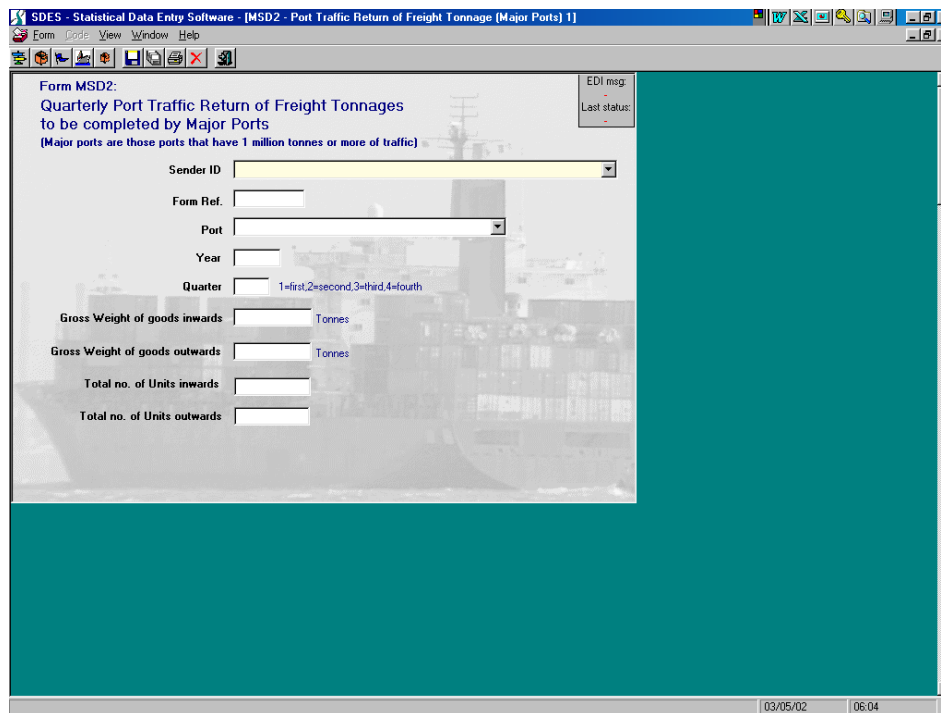 SDES - Statistical Data Entry Software - [MSD2 - Port Traffic Return of Freight Tonnage (Major Ports) 1]
Form Code View Window Help
Form MSD2:
EDI msg:
-
Quarterly Port Traffic Return of Freight Tonnages
Last status:
-
to be completed by Major Ports
(Major ports are those ports that have 1 million tonnes or more of traffic)
Sender ID
Form Ref.
Port
Year
Quarter 1=first,2=second,3=third,4=fourth
Gross Weight of goods inwards Tonnes
Gross Weight of goods outwards Tonnes
Total no. of Units inwards
Total no. of Units outwards
03/05/02 06:04